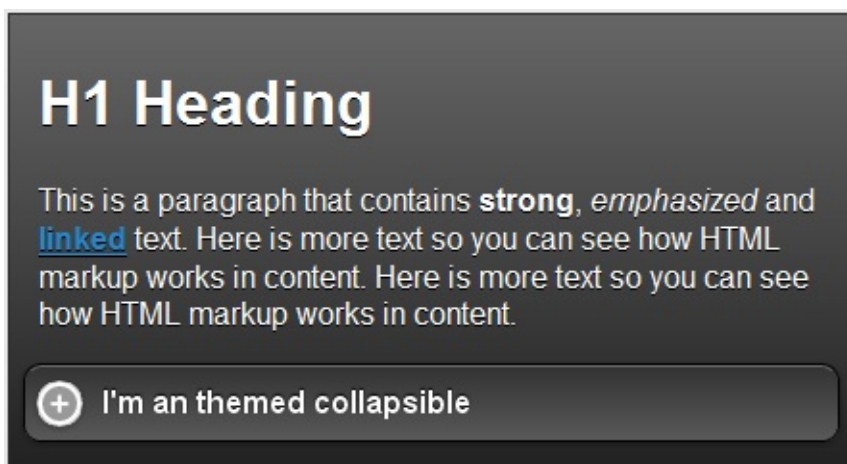 H1 Heading
This is a paragraph that contains strong, emphasized and
linked text. Here is more text so you can see how HTML
markup works in content. Here is more text so you can see
how HTML markup works in content.
I'm an themed collapsible